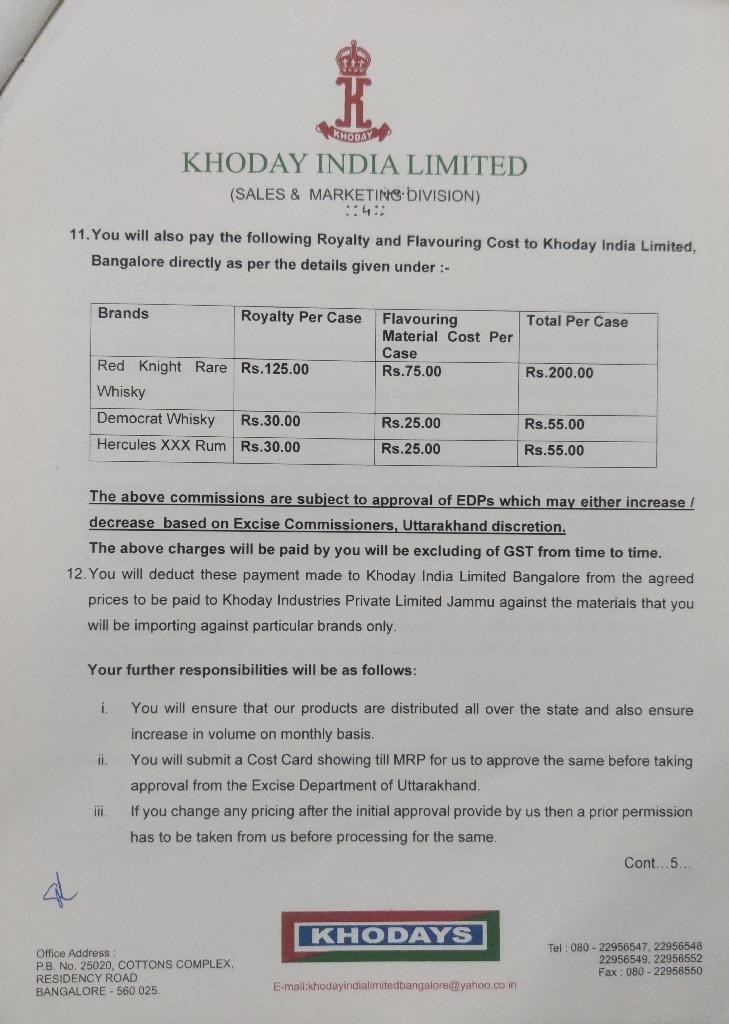 KHODAY
KHODAY INDIA LIMITED
(SALES & MARKETING DIVISION)
::4::
11. You will also pay the following Royalty and Flavouring Cost to Khoday India Limited,
Bangalore directly as per the details given under :-
Brands Royalty Per Case Flavouring Material Cost Per Case Total Per Case
Red Knight Rare Whisky Rs.125.00 Rs.75.00 Rs.200.00
Democrat Whisky Rs.30.00 Rs.25.00 Rs.55.00
Hercules XXX Rum Rs.30.00 Rs.25.00 Rs.55.00
The above commissions are subject to approval of EDPs which may either increase /
decrease based on Excise Commissioners, Uttarakhand discretion.
The above charges will be paid by you will be excluding of GST from time to time.
12. You will deduct these payment made to Khoday India Limited Bangalore from the agreed
prices to be paid to Khoday Industries Private Limited Jammu against the materials that you
will be importing against particular brands only.
Your further responsibilities will be as follows:
i. You will ensure that our products are distributed all over the state and also ensure
increase in volume on monthly basis.
ii. You will submit a Cost Card showing till MRP for us to approve the same before taking
approval from the Excise Department of Uttarakhand.
iii. If you change any pricing after the initial approval provide by us then a prior permission
has to be taken from us before processing for the same.
Cont...5...
KHODAYS
Office Address :
P.B. No. 25020, COTTONS COMPLEX,
RESIDENCY ROAD
BANGALORE - 560 025.
E-mail:khodayindialimitedbangalore@yahoo.co.in
Tel : 080 - 22956547, 22956548
22956549, 22956552
Fax : 080 - 22956550